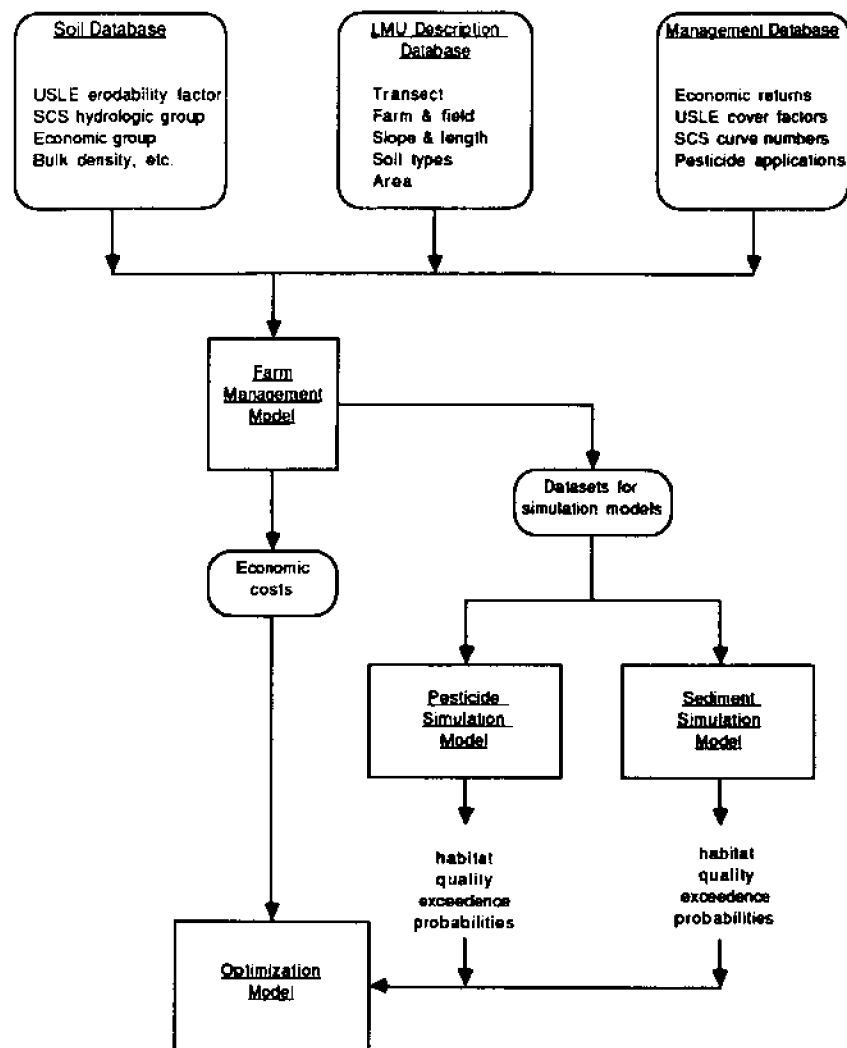 Soil Database
USLE erodability factor
SCS hydrologic group
Economic group
Bulk density, etc.
LMU Description
Database
Transect
Farm & field
Slope & length
Soil types
Area
Management Database
Economic returns
USLE cover factors
SCS curve numbers
Pesticide applications
Farm
Management
Model
Datasets for
simulation models
Economic
costs
Pesticide
Simulation
Model
Sediment
Simulation
Model
habitat
quality
exceedence
probabilities
habitat
quality
exceedence
probabilities
Optimization
Model